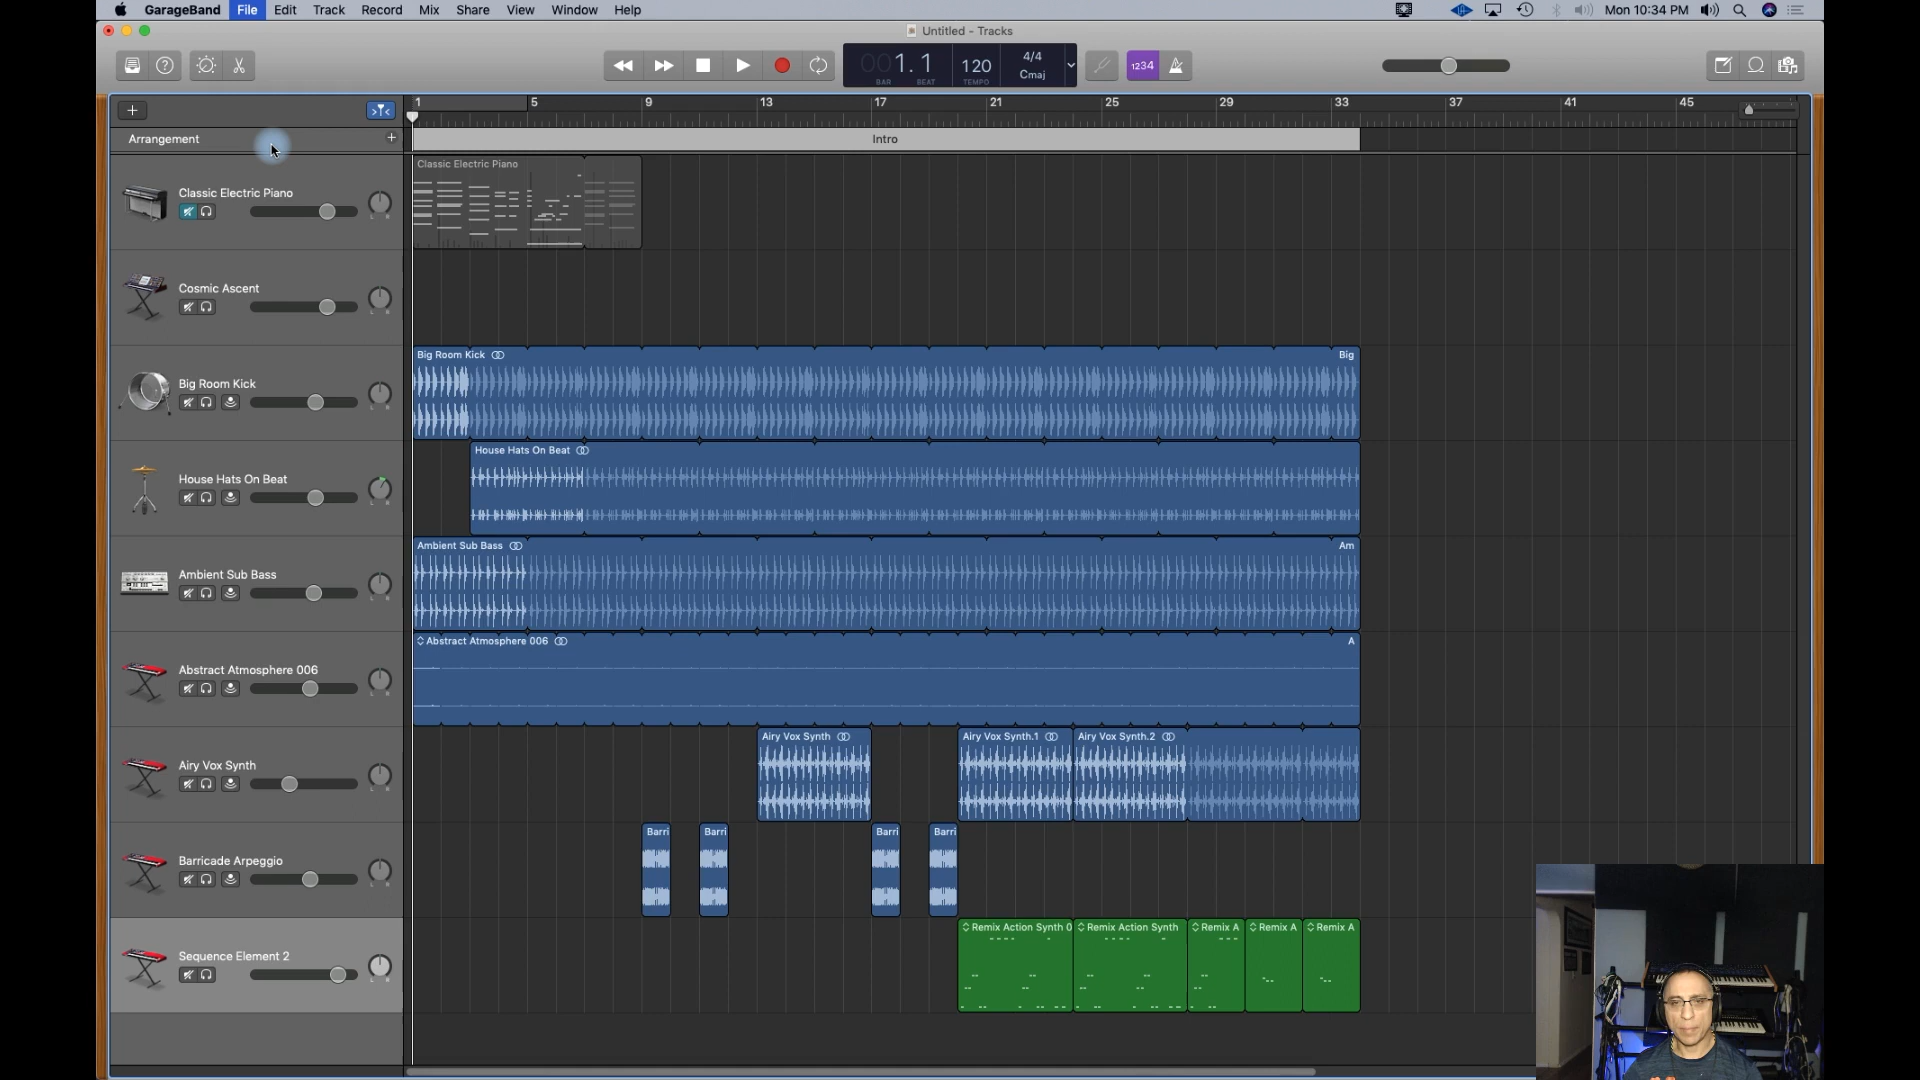 GarageBand File Edit Track Record Mix Share View Window Help Mon 10:34 PM
Untitled - Tracks
001.1 120 4/4 Cmaj 1234
BAR BEAT TEMPO
1 5 9 13 17 21 25 29 33 37 41 45
Arrangement + Intro
Classic Electric Piano
Classic Electric Piano
L R
Cosmic Ascent
L R
Big Room Kick Big
Big Room Kick
L R
House Hats On Beat
House Hats On Beat
L R
Ambient Sub Bass Am
Ambient Sub Bass
L R
Abstract Atmosphere 006 A
Abstract Atmosphere 006
L R
Airy Vox Synth Airy Vox Synth.1 Airy Vox Synth.2
Airy Vox Synth
L R
Barri Barri Barri Barri
Barricade Arpeggio
L R
Remix Action Synth 0 Remix Action Synth Remix A Remix A Remix A
Sequence Element 2
L R